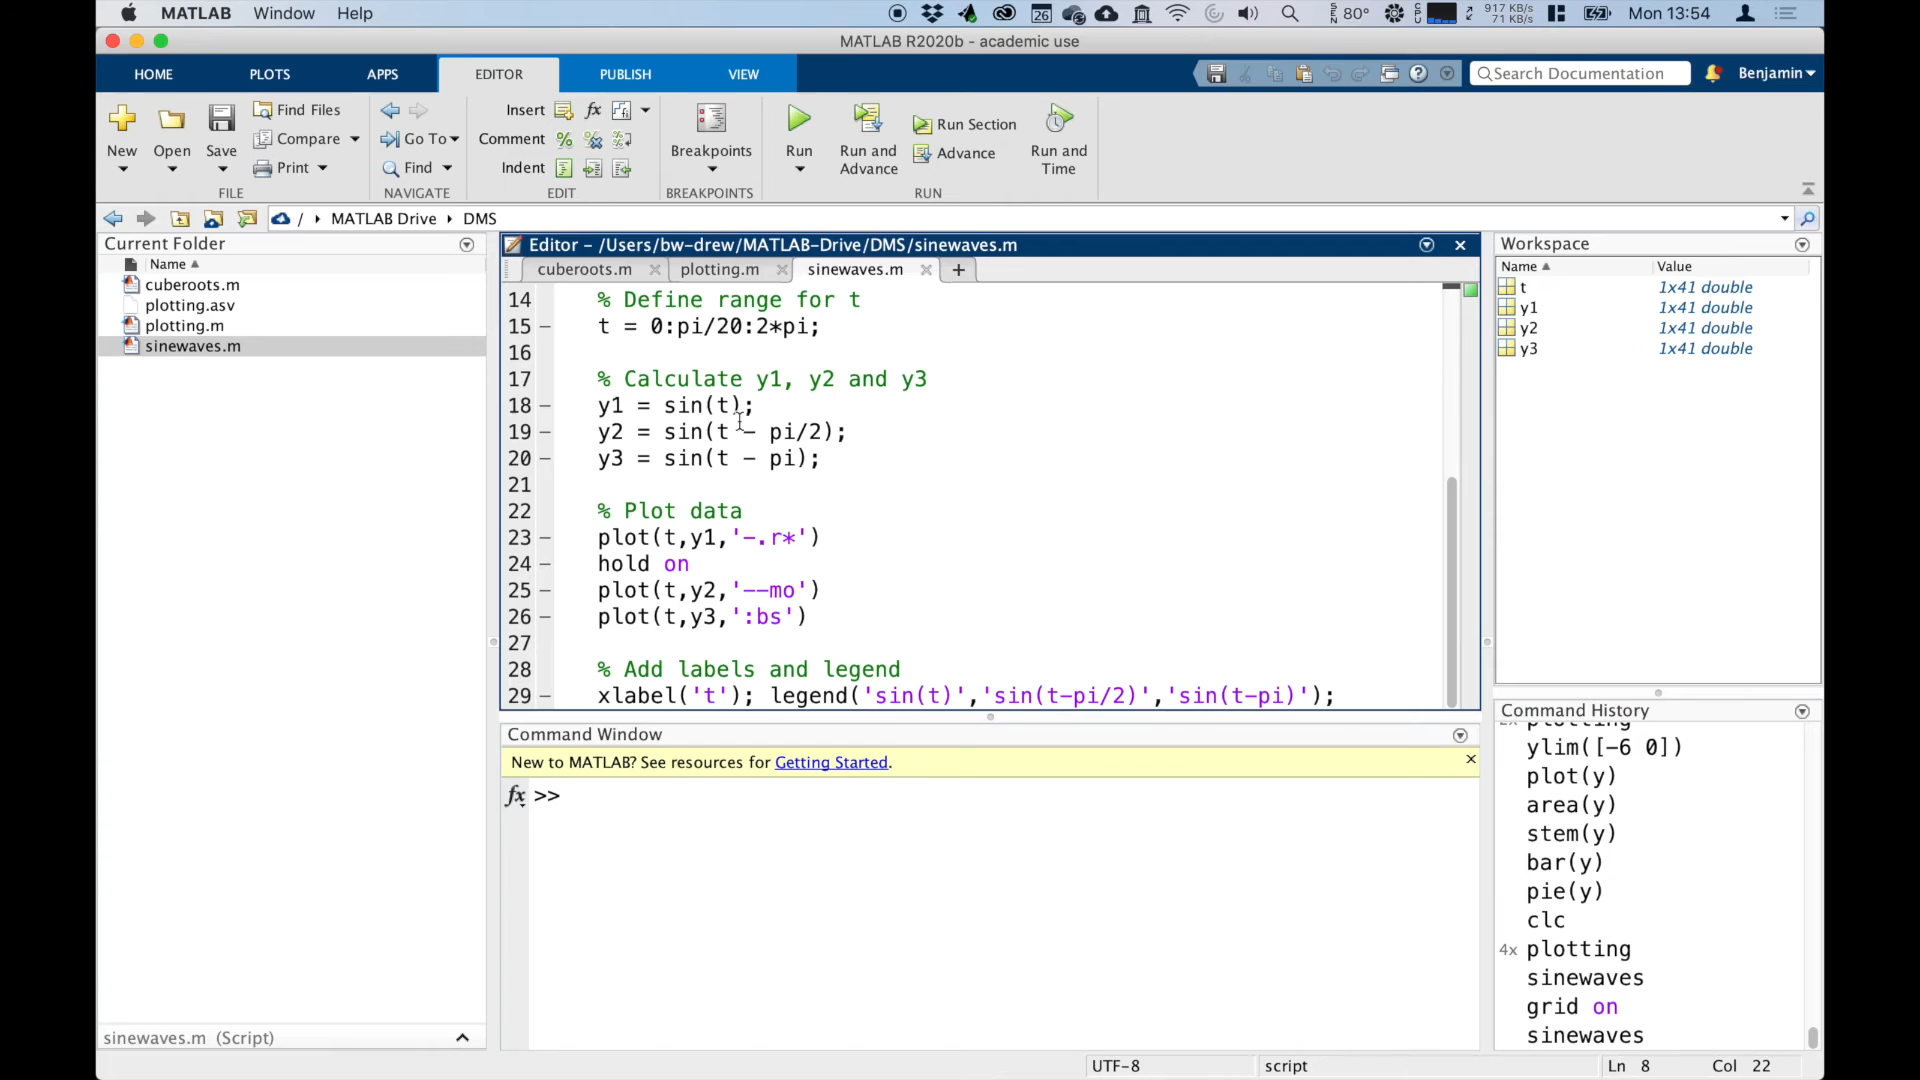 MATLAB Window Help
26 SEN 80° CPU 917 KB/s 71 KB/s Mon 13:54
MATLAB R2020b - academic use
HOME PLOTS APPS EDITOR PUBLISH VIEW
Search Documentation Benjamin
New Open Save Find Files Compare Print
FILE
Go To Find
NAVIGATE
Insert fx
Comment
Indent
EDIT
Breakpoints
BREAKPOINTS
Run Run and Advance Run Section Advance Run and Time
RUN
/ MATLAB Drive DMS
Current Folder
Name
cuberoots.m
plotting.asv
plotting.m
sinewaves.m
sinewaves.m (Script)
Editor – /Users/bw-drew/MATLAB-Drive/DMS/sinewaves.m
cuberoots.m plotting.m sinewaves.m +
14 % Define range for t
15 – t = 0:pi/20:2*pi;
16
17 % Calculate y1, y2 and y3
18 – y1 = sin(t);
19 – y2 = sin(t - pi/2);
20 – y3 = sin(t - pi);
21
22 % Plot data
23 – plot(t,y1,'-.r*')
24 – hold on
25 – plot(t,y2,'--mo')
26 – plot(t,y3,':bs')
27
28 % Add labels and legend
29 – xlabel('t'); legend('sin(t)','sin(t-pi/2)','sin(t-pi)');
Command Window
New to MATLAB? See resources for Getting Started.
fx >>
Workspace
Name Value
t 1x41 double
y1 1x41 double
y2 1x41 double
y3 1x41 double
Command History
2x plotting
ylim([-6 0])
plot(y)
area(y)
stem(y)
bar(y)
pie(y)
clc
4x plotting
sinewaves
grid on
sinewaves
UTF-8 script Ln 8 Col 22